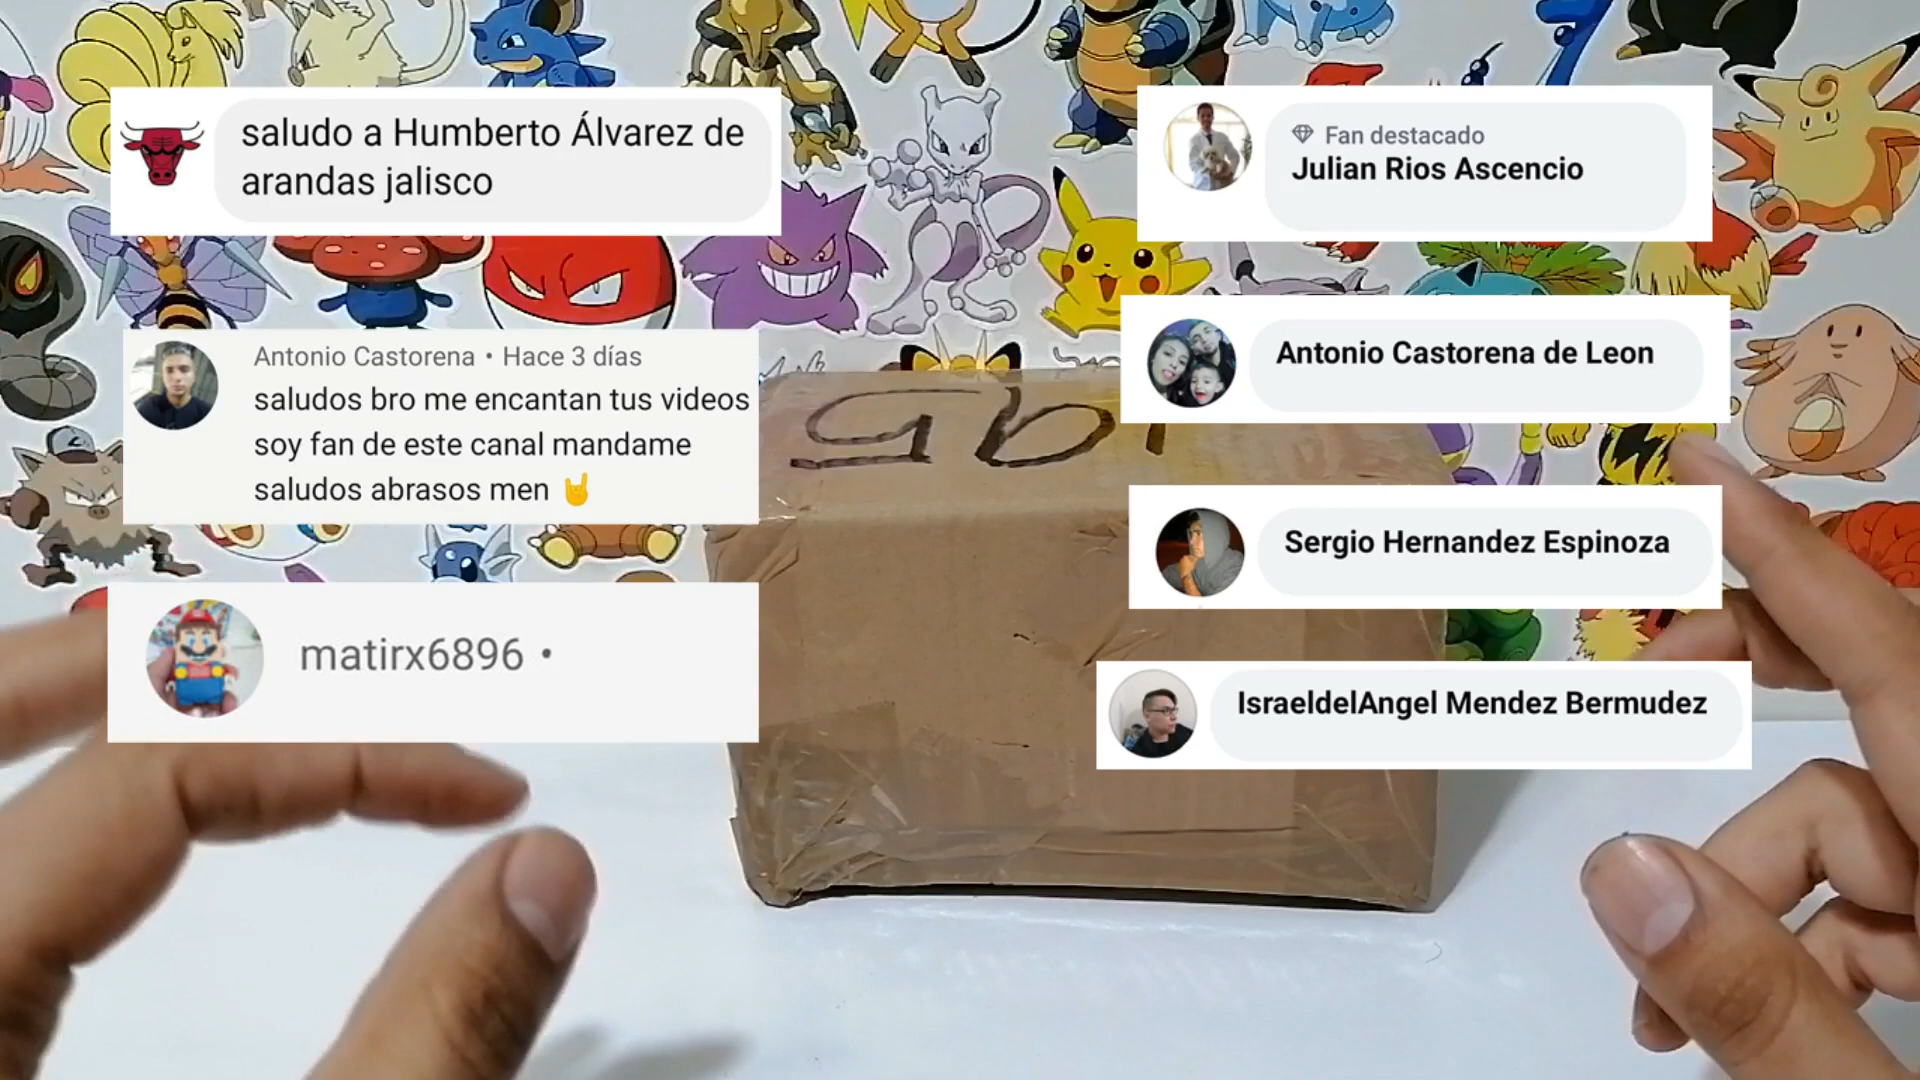 saludo a Humberto Álvarez de
arandas jalisco
Antonio Castorena • Hace 3 días
saludos bro me encantan tus videos
soy fan de este canal mandame
saludos abrasos men 🤘
matirx6896 •
Fan destacado
Julian Rios Ascencio
Antonio Castorena de Leon
Sergio Hernandez Espinoza
IsraeldelAngel Mendez Bermudez